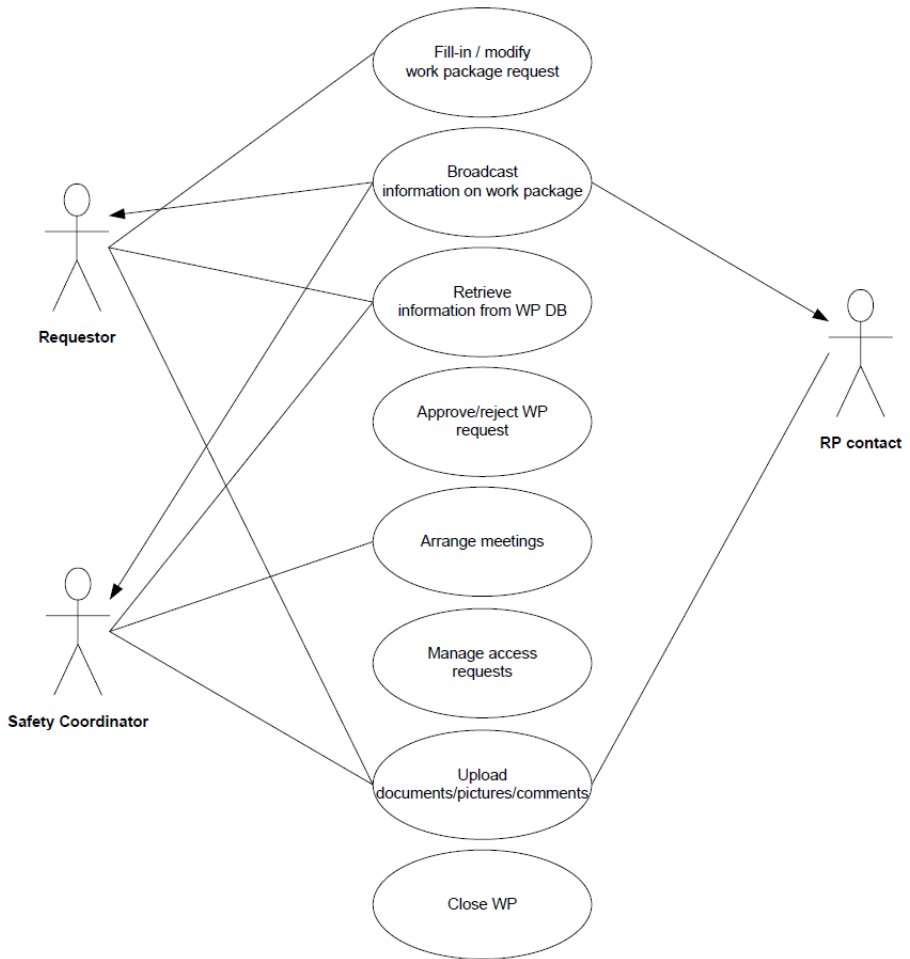 Fill-in / modify
work package request
Broadcast
information on work package
Requestor
Retrieve
information from WP DB
RP contact
Approve/reject WP
request
Arrange meetings
Safety Coordinator
Manage access
requests
Upload
documents/pictures/comments
Close WP